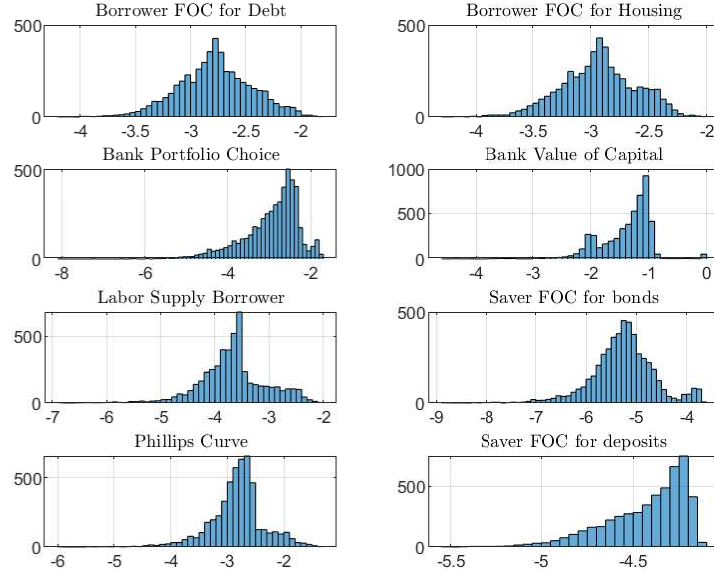 Borrower FOC for Debt
500
0
-4 -3.5 -3 -2.5 -2
Borrower FOC for Housing
500
0
-4 -3.5 -3 -2.5 -2
Bank Portfolio Choice
500
0
-8 -6 -4 -2
Bank Value of Capital
1000
500
0
-4 -3 -2 -1 0
Labor Supply Borrower
500
0
-7 -6 -5 -4 -3 -2
Saver FOC for bonds
500
0
-9 -8 -7 -6 -5 -4
Phillips Curve
500
0
-6 -5 -4 -3 -2
Saver FOC for deposits
500
0
-5.5 -5 -4.5